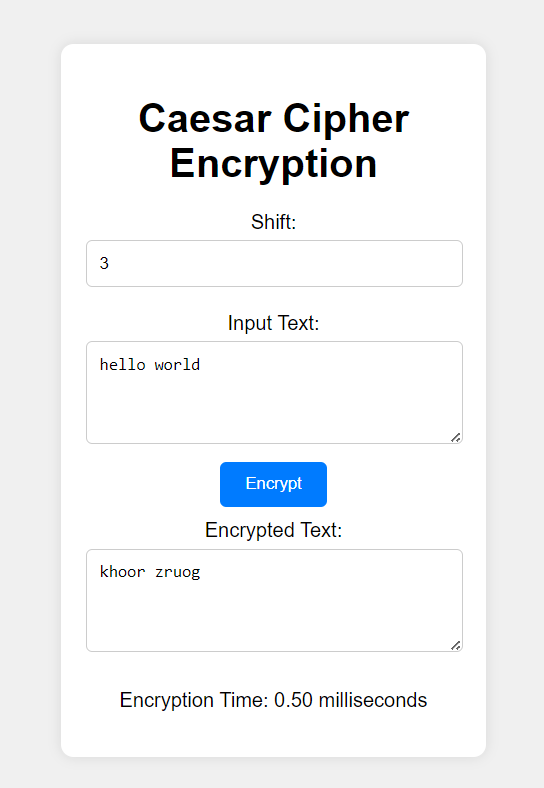 Caesar Cipher
Encryption
Shift:
3
Input Text:
hello world
Encrypt
Encrypted Text:
khoor zruog
Encryption Time: 0.50 milliseconds